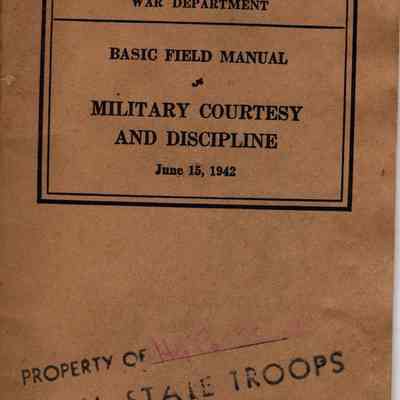 WAR DEPARTMENT
BASIC FIELD MANUAL
MILITARY COURTESY
AND DISCIPLINE
June 15, 1942
PROPERTY OF
STATE TROOPS